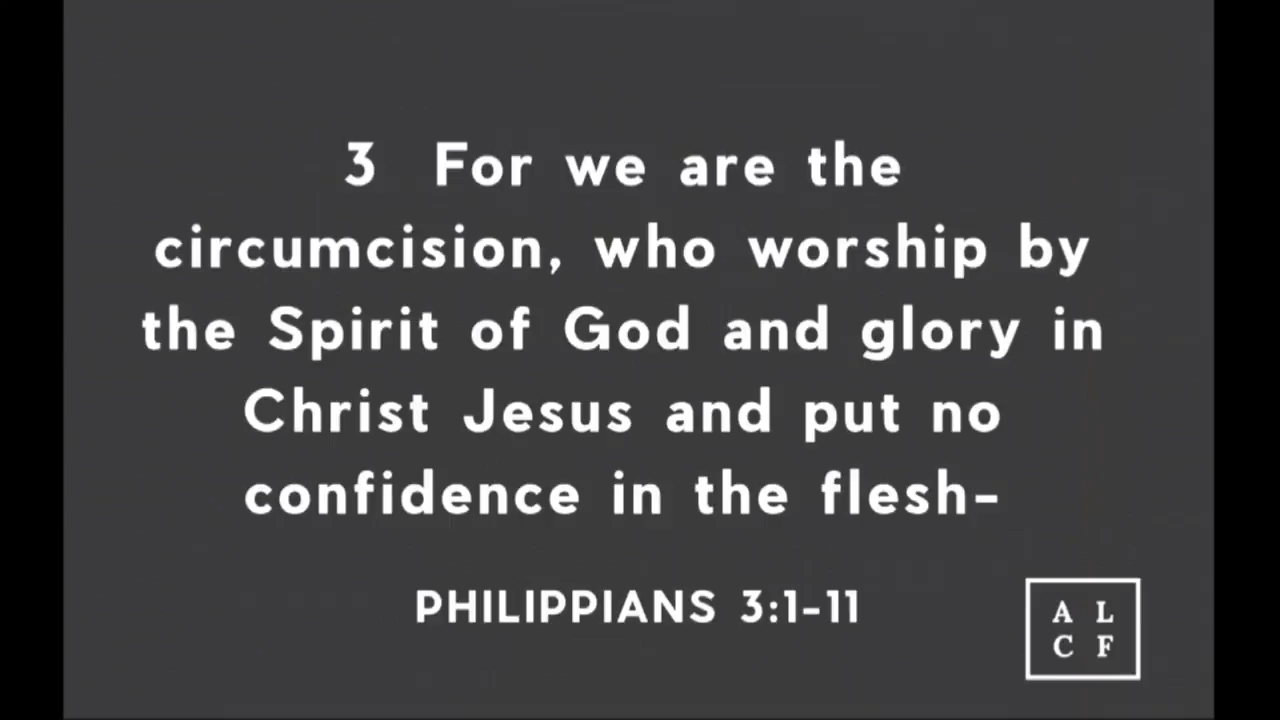 3 For we are the
circumcision, who worship by
the Spirit of God and glory in
Christ Jesus and put no
confidence in the flesh-
PHILIPPIANS 3:1-11
A L
C F